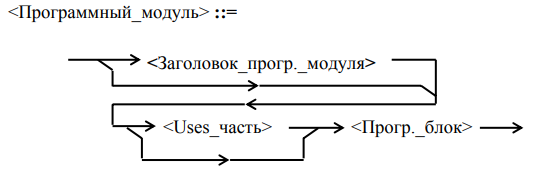 <Программный_модуль> ::=
<Заголовок_прогр._модуля>
<Uses_часть> <Прогр._блок>